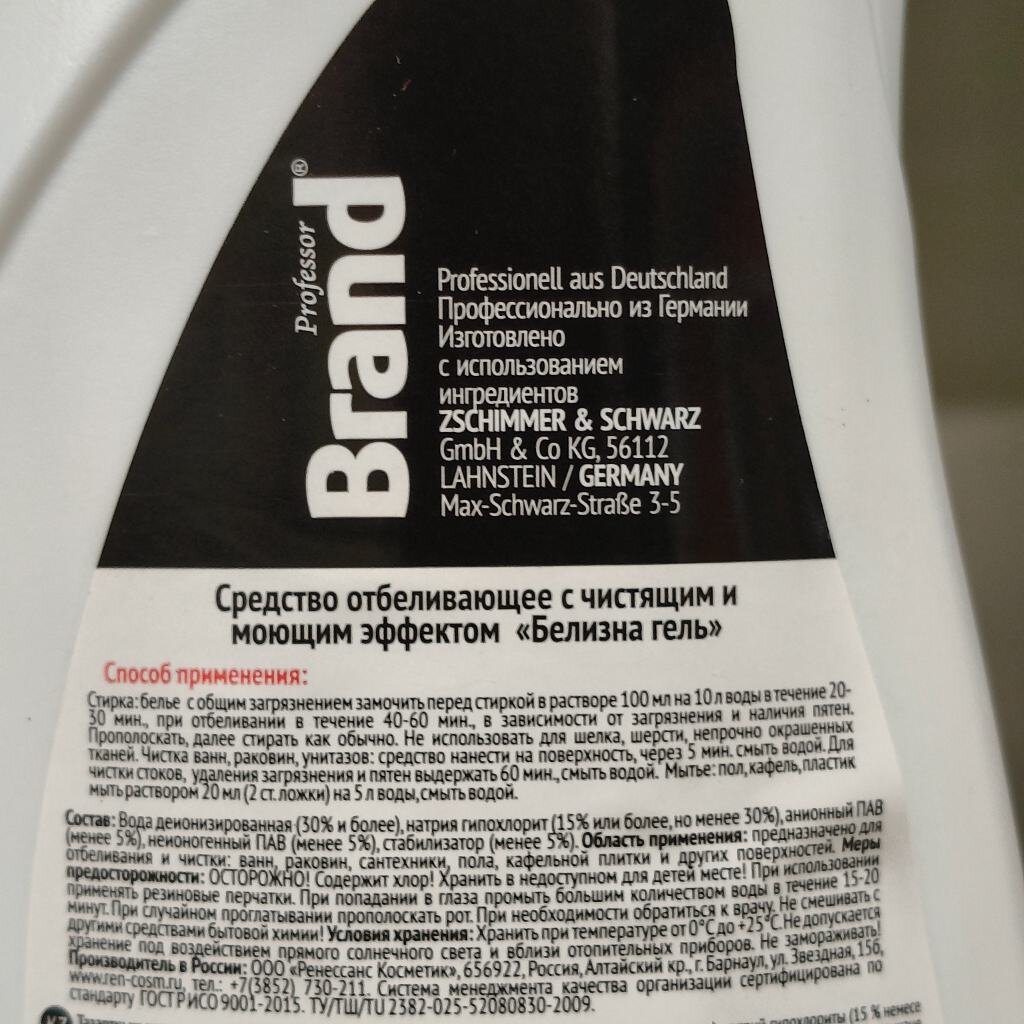 Professor
Brand®
Professionell aus Deutschland
Профессионально из Германии
Изготовлено
с использованием
ингредиентов
ZSCHIMMER & SCHWARZ
GmbH & Co KG, 56112
LAHNSTEIN / GERMANY
Max-Schwarz-Straße 3-5
Средство отбеливающее с чистящим и
моющим эффектом «Белизна гель»
Способ применения:
Стирка: белье с общим загрязнением замочить перед стиркой в растворе 100 мл на 10 л воды в течение 20-
30 мин., при отбеливании в течение 40-60 мин., в зависимости от загрязнения и наличия пятен.
Прополоскать, далее стирать как обычно. Не использовать для шелка, шерсти, непрочно окрашенных
тканей. Чистка ванн, раковин, унитазов: средство нанести на поверхность, через 5 мин. смыть водой. Для
чистки стоков, удаления загрязнения и пятен выдержать 60 мин., смыть водой. Мытье: пол, кафель, пластик
мыть раствором 20 мл (2 ст. ложки) на 5 л воды, смыть водой.
Состав: Вода деионизированная (30% и более), натрия гипохлорит (15% или более, но менее 30%), анионный ПАВ
(менее 5%), неионогенный ПАВ (менее 5%), стабилизатор (менее 5%). Область применения: предназначено для
отбеливания и чистки: ванн, раковин, сантехники, пола, кафельной плитки и других поверхностей. Меры
предосторожности: ОСТОРОЖНО! Содержит хлор! Хранить в недоступном для детей месте! При использовании
применять резиновые перчатки. При попадании в глаза промыть большим количеством воды в течение 15-20
минут. При случайном проглатывании прополоскать рот. При необходимости обратиться к врачу. Не смешивать с
другими средствами бытовой химии! Условия хранения: Хранить при температуре от 0°С до +25°С. Не допускается
хранение под воздействием прямого солнечного света и вблизи отопительных приборов. Не замораживать!
Производитель в России: ООО «Ренессанс Косметик», 656922, Россия, Алтайский кр., г. Барнаул, ул. Звездная, 15б,
www.ren-cosm.ru, тел.: +7(3852) 730-211. Система менеджмента качества организации сертифицирована по
стандарту ГОСТ Р ИСО 9001-2015. ТУ/ТШ/TU 2382-025-52080830-2009.
KZ гипохлориты (15 % немесе